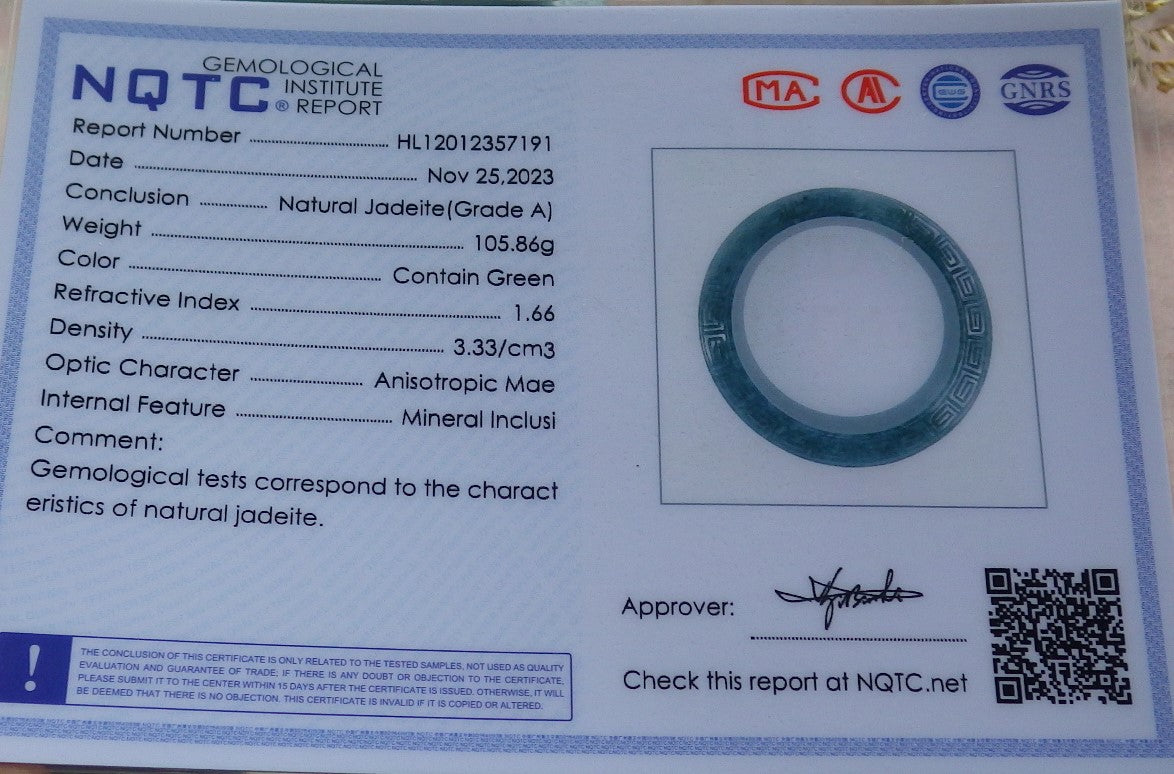 NQTC® GEMOLOGICAL
INSTITUTE
REPORT
MA
AL
CWS
GNRS
Report Number ........ HL12012357191
Date ........ Nov 25,2023
Conclusion ........ Natural Jadeite(Grade A)
Weight ........ 105.86g
Color ........ Contain Green
Refractive Index ........ 1.66
Density ........ 3.33/cm3
Optic Character ........ Anisotropic Mae
Internal Feature ........ Mineral Inclusi
Comment:
Gemological tests correspond to the charact
eristics of natural jadeite.
Approver:
Check this report at NQTC.net
!
THE CONCLUSION OF THIS CERTIFICATE IS ONLY RELATED TO THE TESTED SAMPLES, NOT USED AS QUALITY
EVALUATION AND GUARANTEE OF TRADE; IF THERE IS ANY DOUBT OR OBJECTION TO THE CERTIFICATE,
PLEASE SUBMIT IT TO THE CENTER WITHIN 15 DAYS AFTER THE CERTIFICATE IS ISSUED. OTHERWISE, IT WILL
BE DEEMED THAT THERE IS NO OBJECTION. THIS CERTIFICATE IS INVALID IF IT IS COPIED OR ALTERED.